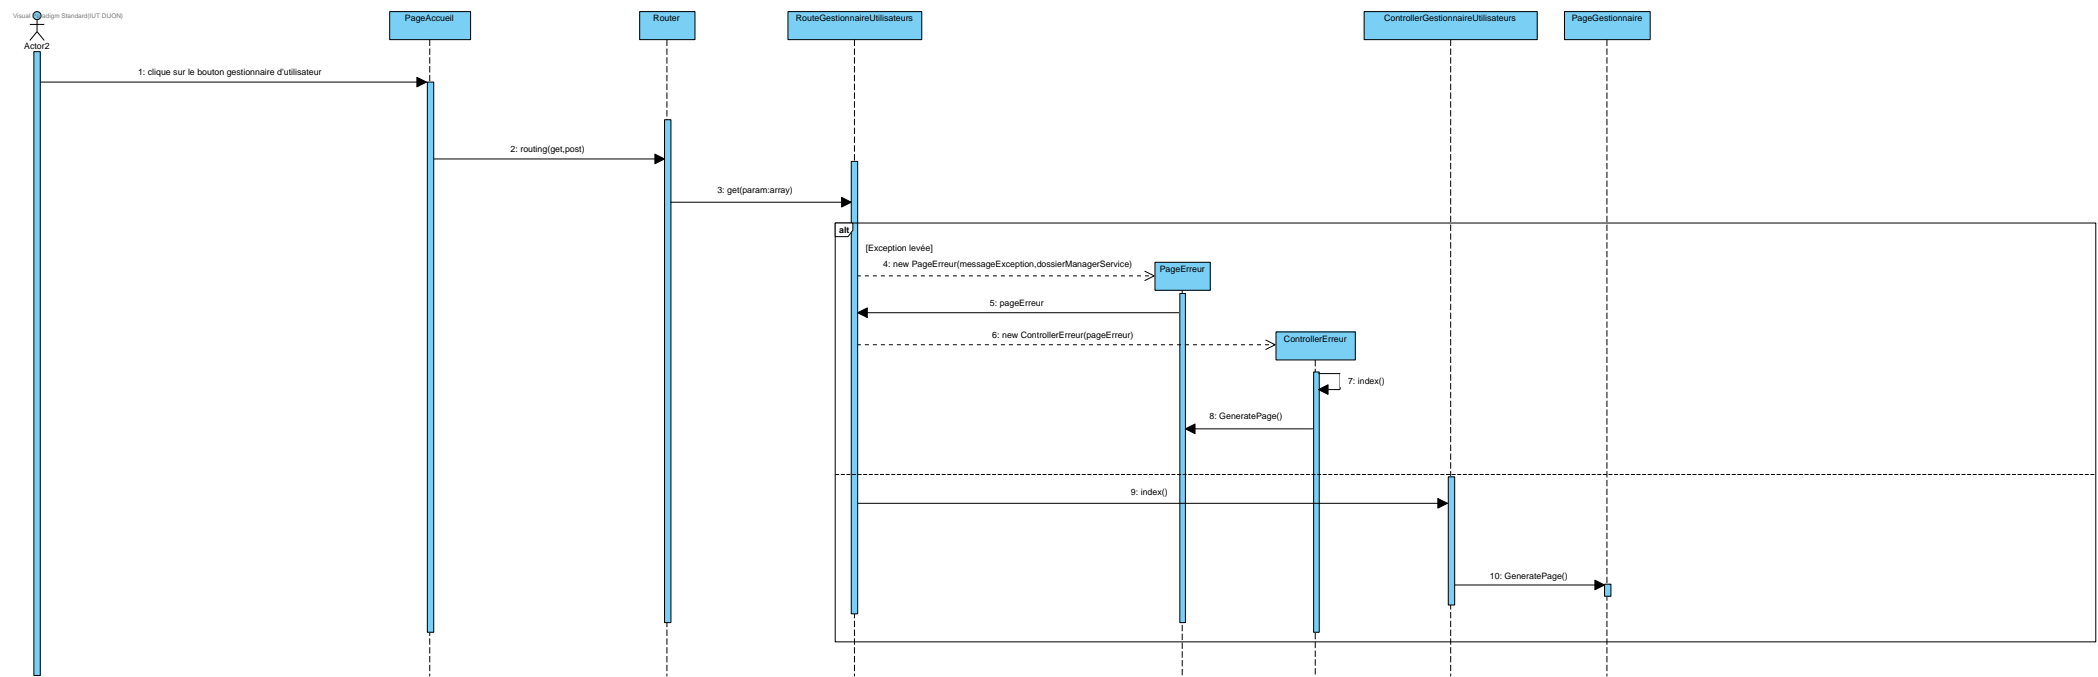 Visual Paradigm Standard(IUT DIJON)
Actor2
PageAccueil
Router
RouteGestionnaireUtilisateurs
ControllerGestionnaireUtilisateurs
PageGestionnaire
1: clique sur le bouton gestionnaire d'utilisateur
2: routing(get,post)
3: get(param:array)
alt
[Exception levée]
4: new PageErreur(messageException,dossierManagerService)
PageErreur
5: pageErreur
6: new ControllerErreur(pageErreur)
ControllerErreur
7: index()
8: GeneratePage()
9: index()
10: GeneratePage()